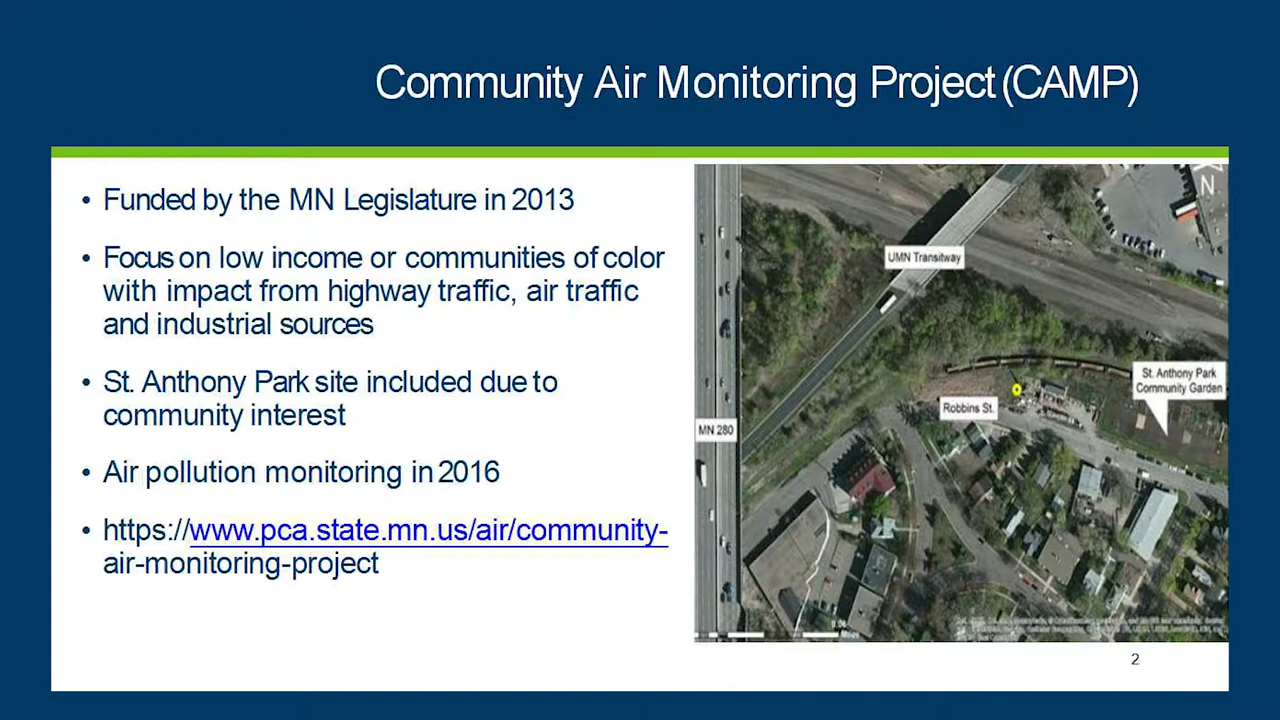 Community Air Monitoring Project (CAMP)
• Funded by the MN Legislature in 2013
• Focus on low income or communities of color
with impact from highway traffic, air traffic
and industrial sources
• St. Anthony Park site included due to
community interest
• Air pollution monitoring in 2016
• https://www.pca.state.mn.us/air/community-
air-monitoring-project
N
UMN Transitway
St. Anthony Park
Community Garden
Robbins St.
MN 280
0.06
2